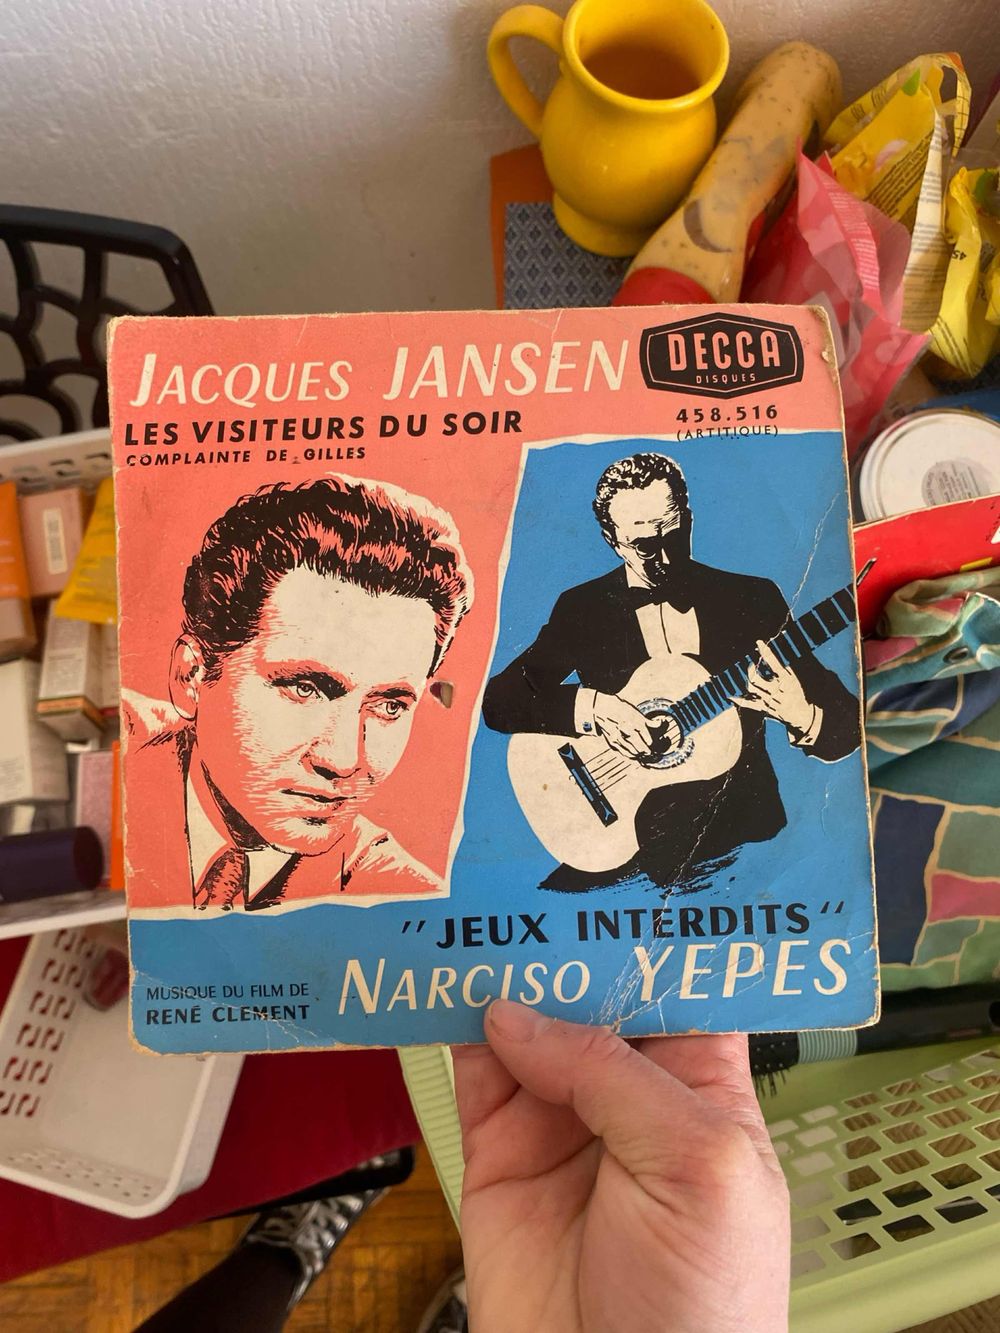 JACQUES JANSEN
DECCA
DISQUES
458.516
(ARTITIQUE)
LES VISITEURS DU SOIR
COMPLAINTE DE GILLES
"JEUX INTERDITS"
NARCISO YEPES
MUSIQUE DU FILM DE
RENÉ CLEMENT